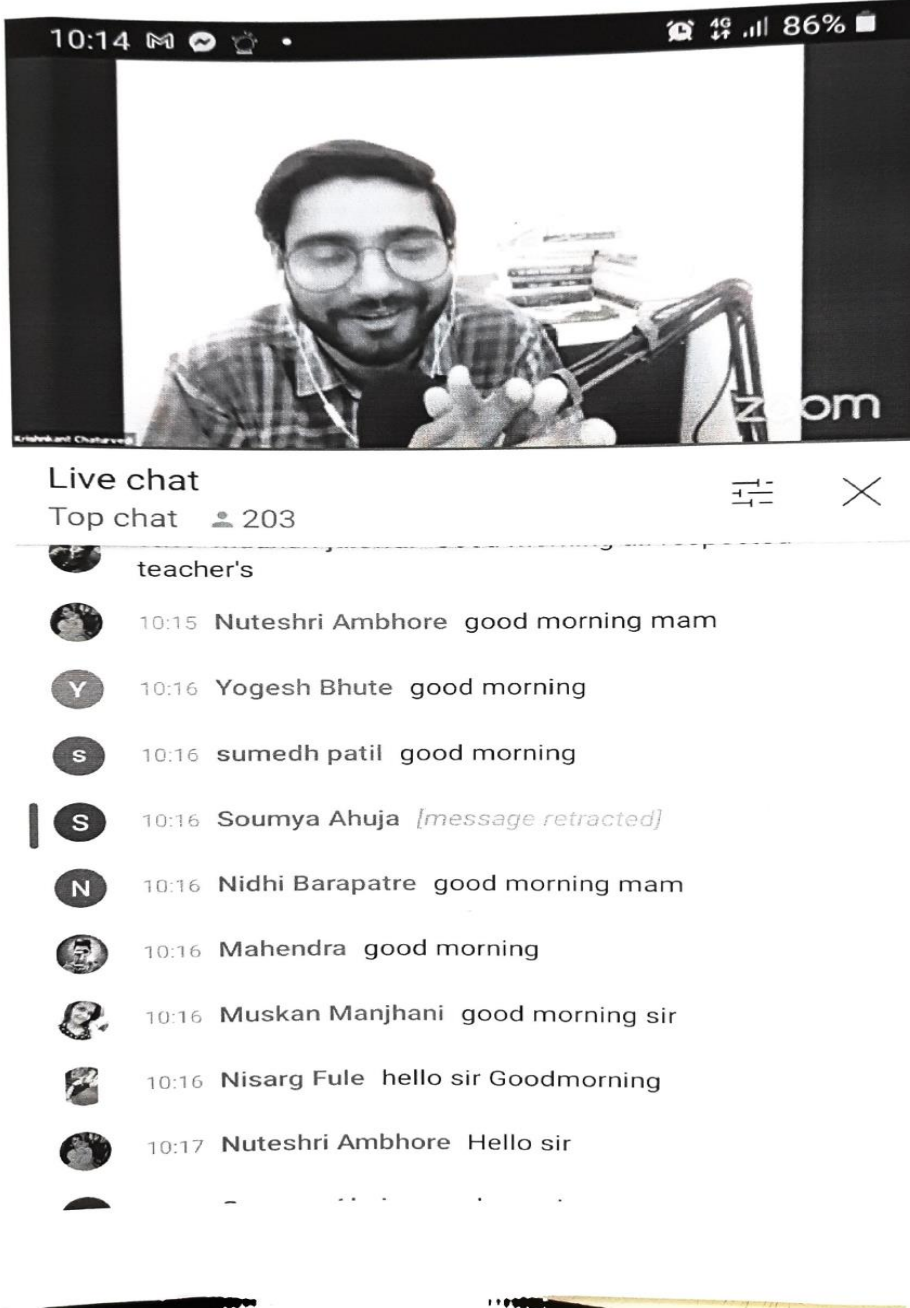 10:14
4G 86%
zoom
Krishnkant Chaturvedi
Live chat
Top chat 203
teacher's
10:15 Nuteshri Ambhore good morning mam
Y 10:16 Yogesh Bhute good morning
S 10:16 sumedh patil good morning
S 10:16 Soumya Ahuja [message retracted]
N 10:16 Nidhi Barapatre good morning mam
10:16 Mahendra good morning
10:16 Muskan Manjhani good morning sir
10:16 Nisarg Fule hello sir Goodmorning
10:17 Nuteshri Ambhore Hello sir